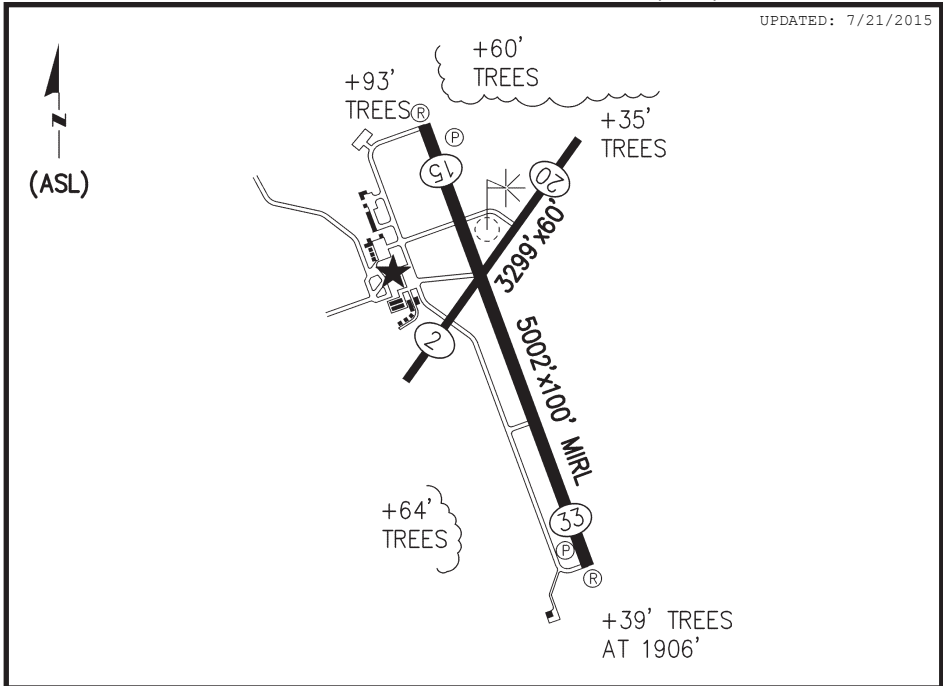 UPDATED: 7/21/2015
+60'
TREES
+93'
TREES
R
P
+35'
TREES
N
(ASL)
15
20
3299'x60'
2
5002'x100' MIRL
+64'
TREES
33
P
R
+39' TREES
AT 1906'